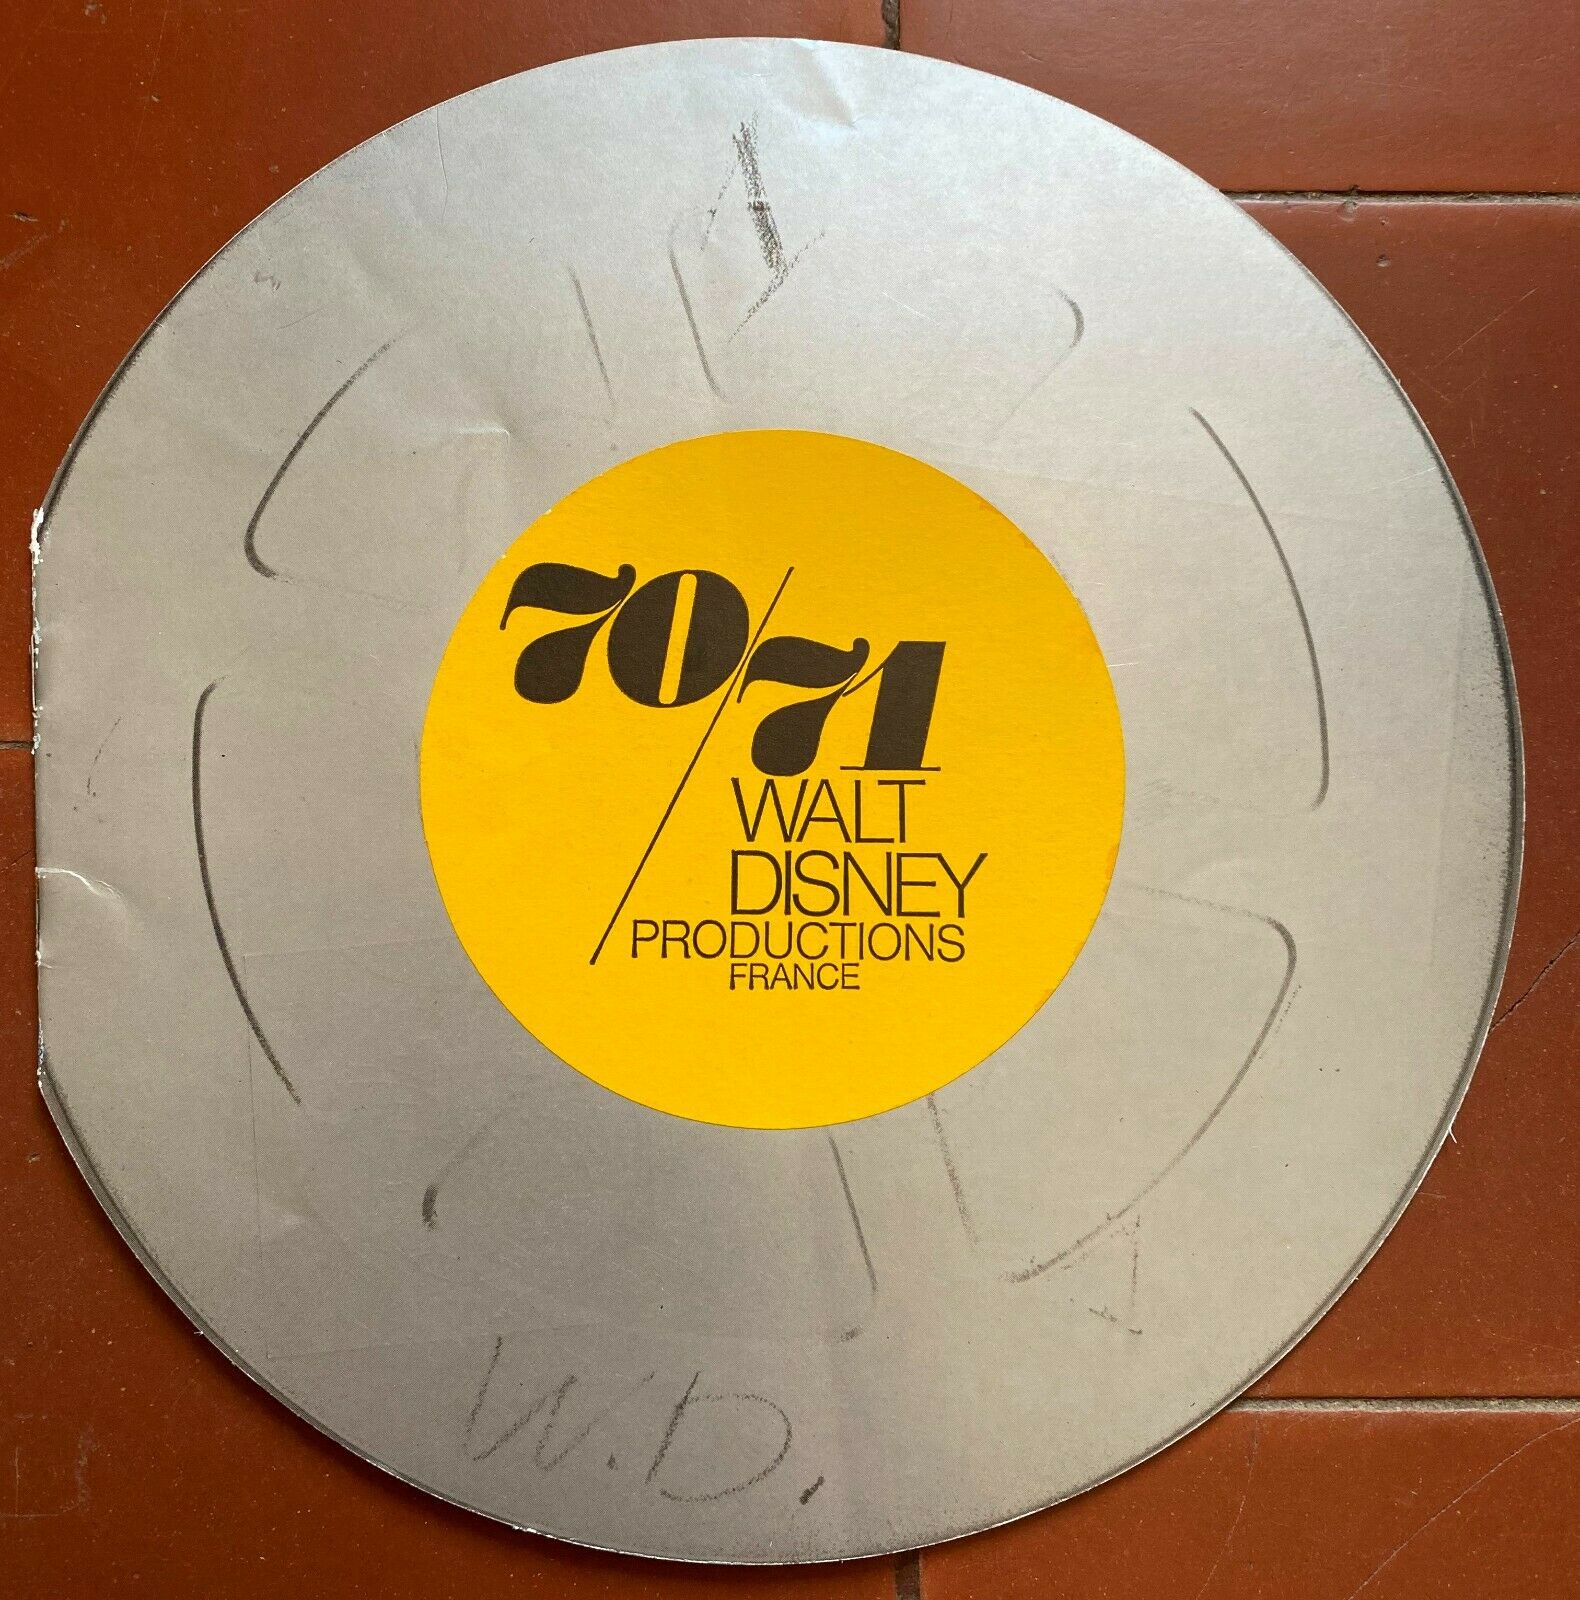 70/71
WALT
DISNEY
PRODUCTIONS
FRANCE
W.D.